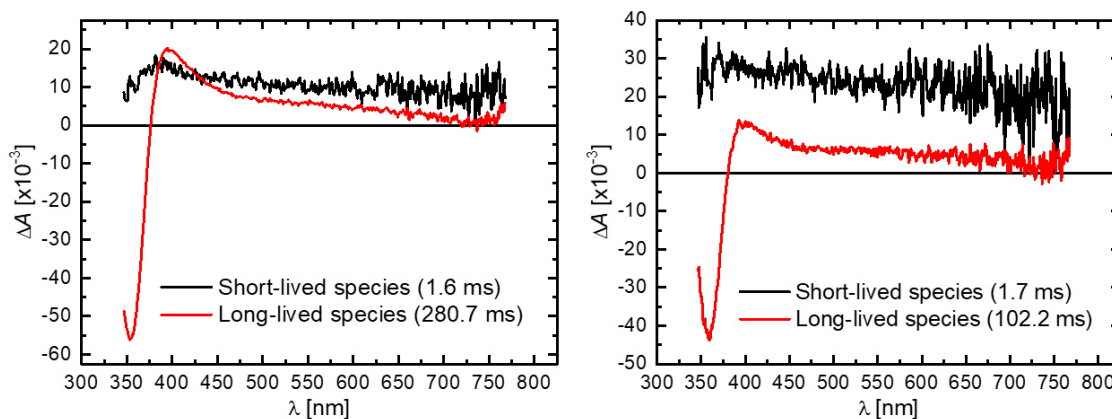 20
10
0
-10
-20
-30
-40
-50
-60
ΔA [x10⁻³]
Short-lived species (1.6 ms)
Long-lived species (280.7 ms)
300 350 400 450 500 550 600 650 700 750 800
λ [nm]
40
30
20
10
0
-10
-20
-30
-40
-50
ΔA [x10⁻³]
Short-lived species (1.7 ms)
Long-lived species (102.2 ms)
300 350 400 450 500 550 600 650 700 750 800
λ [nm]